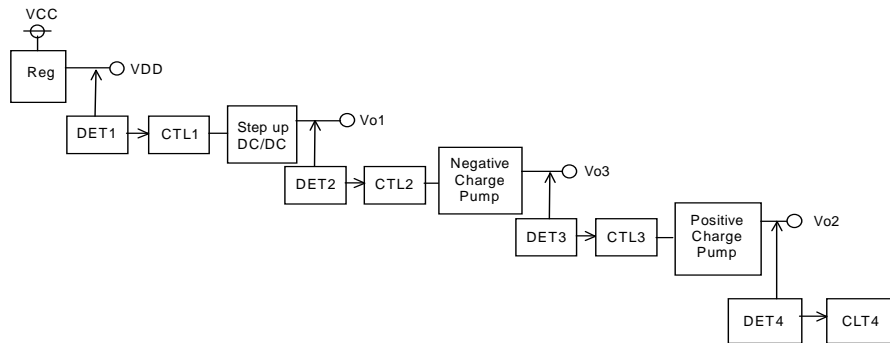 VCC
Reg
VDD
DET1
CTL1
Step up
DC/DC
Vo1
DET2
CTL2
Negative
Charge
Pump
Vo3
DET3
CTL3
Positive
Charge
Pump
Vo2
DET4
CLT4